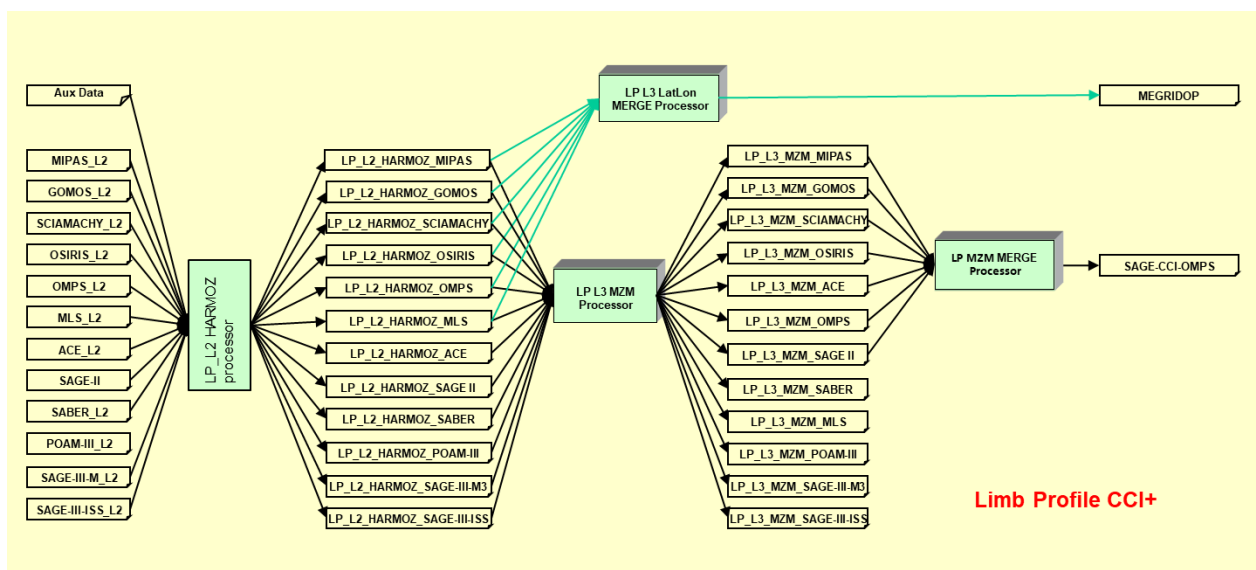 Aux Data
MIPAS_L2
GOMOS_L2
SCIAMACHY_L2
OSIRIS_L2
OMPS_L2
MLS_L2
ACE_L2
SAGE-II
SABER_L2
POAM-III_L2
SAGE-III-M_L2
SAGE-III-ISS_L2
LP_L2 HARMOZ
processor
LP_L2_HARMOZ_MIPAS
LP_L2_HARMOZ_GOMOS
LP_L2_HARMOZ_SCIAMACHY
LP_L2_HARMOZ_OSIRIS
LP_L2_HARMOZ_OMPS
LP_L2_HARMOZ_MLS
LP_L2_HARMOZ_ACE
LP_L2_HARMOZ_SAGE II
LP_L2_HARMOZ_SABER
LP_L2_HARMOZ_POAM-III
LP_L2_HARMOZ_SAGE-III-M3
LP_L2_HARMOZ_SAGE-III-ISS
LP L3 LatLon
MERGE Processor
LP L3 MZM
Processor
LP_L3_MZM_MIPAS
LP_L3_MZM_GOMOS
LP_L3_MZM_SCIAMACHY
LP_L3_MZM_OSIRIS
LP_L3_MZM_ACE
LP_L3_MZM_OMPS
LP_L3_MZM_SAGE II
LP_L3_MZM_SABER
LP_L3_MZM_MLS
LP_L3_MZM_POAM-III
LP_L3_MZM_SAGE-III-M3
LP_L3_MZM_SAGE-III-ISS
LP MZM MERGE
Processor
MEGRIDOP
SAGE-CCI-OMPS
Limb Profile CCI+